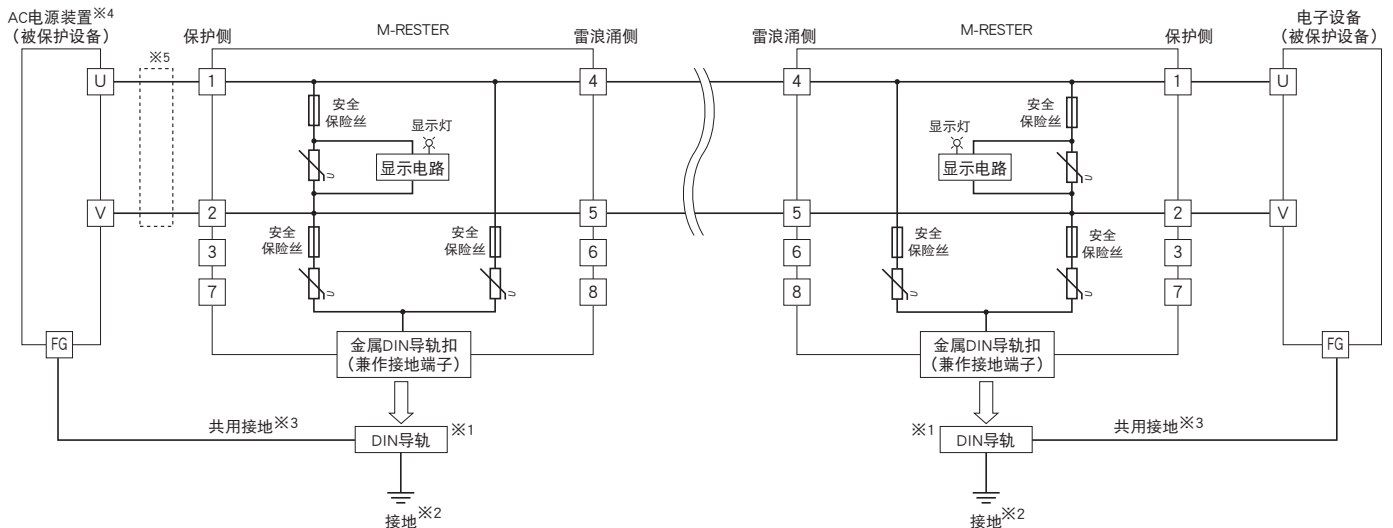 AC电源装置※4
(被保护设备)
※5
保护侧
M-RESTER
雷浪涌侧
雷浪涌侧
M-RESTER
保护侧
电子设备
(被保护设备)
U
1
4
4
1
U
安全
保险丝
显示灯
显示电路
显示灯
显示电路
安全
保险丝
V
2
5
5
2
V
安全
保险丝
安全
保险丝
安全
保险丝
安全
保险丝
3
6
6
3
7
8
8
7
FG
金属DIN导轨扣
(兼作接地端子)
金属DIN导轨扣
(兼作接地端子)
FG
共用接地※3
DIN导轨
※1
※1
DIN导轨
共用接地※3
接地※2
接地※2